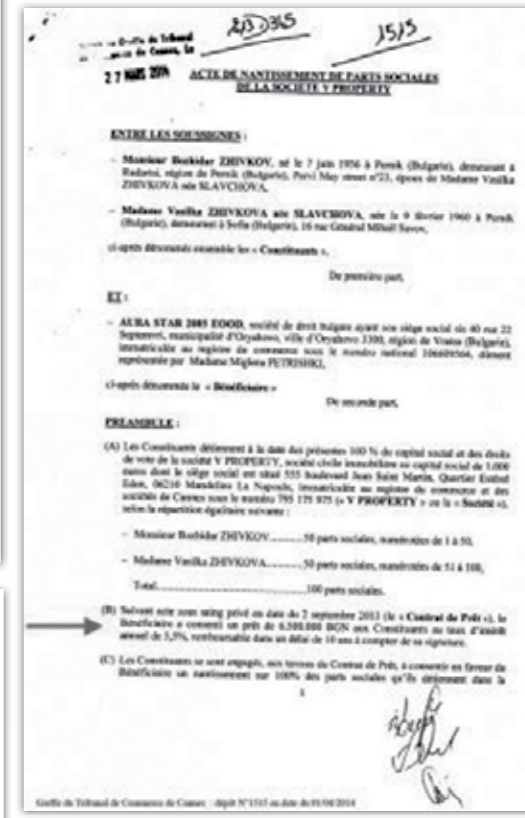 2/3 D 365
1515
Greffe du Tribunal
de Commerce de Cannes, le
27 MARS 2014
ACTE DE NANTISSEMENT DE PARTS SOCIALES
DE LA SOCIETE V PROPERTY
ENTRE LES SOUSSIGNES :
- Monsieur Bozhidar ZHIVKOV, né le 7 juin 1956 à Pernik (Bulgarie), demeurant à
Radurtsi, région de Pernik (Bulgarie), Parvi May street n°23, époux de Madame Vasilka
ZHIVKOVA née SLAVCHOVA,
- Madame Vasilka ZHIVKOVA née SLAVCHOVA, née le 9 février 1960 à Pernik
(Bulgarie), demeurant à Sofia (Bulgarie), 16 rue Général Mihail Savov,
ci-après dénommés ensemble les « Constituants »,
De première part,
ET :
- AURA STAR 2005 EOOD, société de droit bulgare ayant son siège social sis 40 rue 22
Septemvri, municipalité d'Oryahovo, ville d'Oryahovo 3300, région de Vratsa (Bulgarie),
immatriculée au registre de commerce sous le numéro national, dûment
représentée par Madame Miglena PETRISHKI,
ci-après dénommée le « Bénéficiaire »
De seconde part,
PREAMBULE :
(A) Les Constituants détiennent à la date des présentes 100 % du capital social et des droits
de vote de la société V PROPERTY, société civile immobilière au capital social de 1.000
euros dont le siège social est situé 555 boulevard Jean Saint Martin, Quartier Estérel
Eden, 06210 Mandelieu La Napoule, immatriculée au registre du commerce et des
sociétés de Cannes sous le numéro 795 175 975 (« V PROPERTY » ou la « Société »),
selon la répartition égalitaire suivante :
- Monsieur Bozhidar ZHIVKOV............50 parts sociales, numérotées de 1 à 50,
- Madame Vasilka ZHIVKOVA............50 parts sociales, numérotées de 51 à 100,
Total............100 parts sociales.
(B) Suivant acte sous seing privé en date du 2 septembre 2013 (le « Contrat de Prêt »), le
Bénéficiaire a consenti un prêt de 6.500.000 BGN aux Constituants au taux d'intérêt
annuel de 5,5%, remboursable dans un délai de 10 ans à compter de sa signature.
(C) Les Constituants se sont engagés, aux termes du Contrat de Prêt, à consentir en faveur du
Bénéficiaire un nantissement sur 100% des parts sociales qu'ils détiennent dans la
1
Greffe du Tribunal de Commerce de Cannes : dépôt N°1515 en date du 01/04/2014